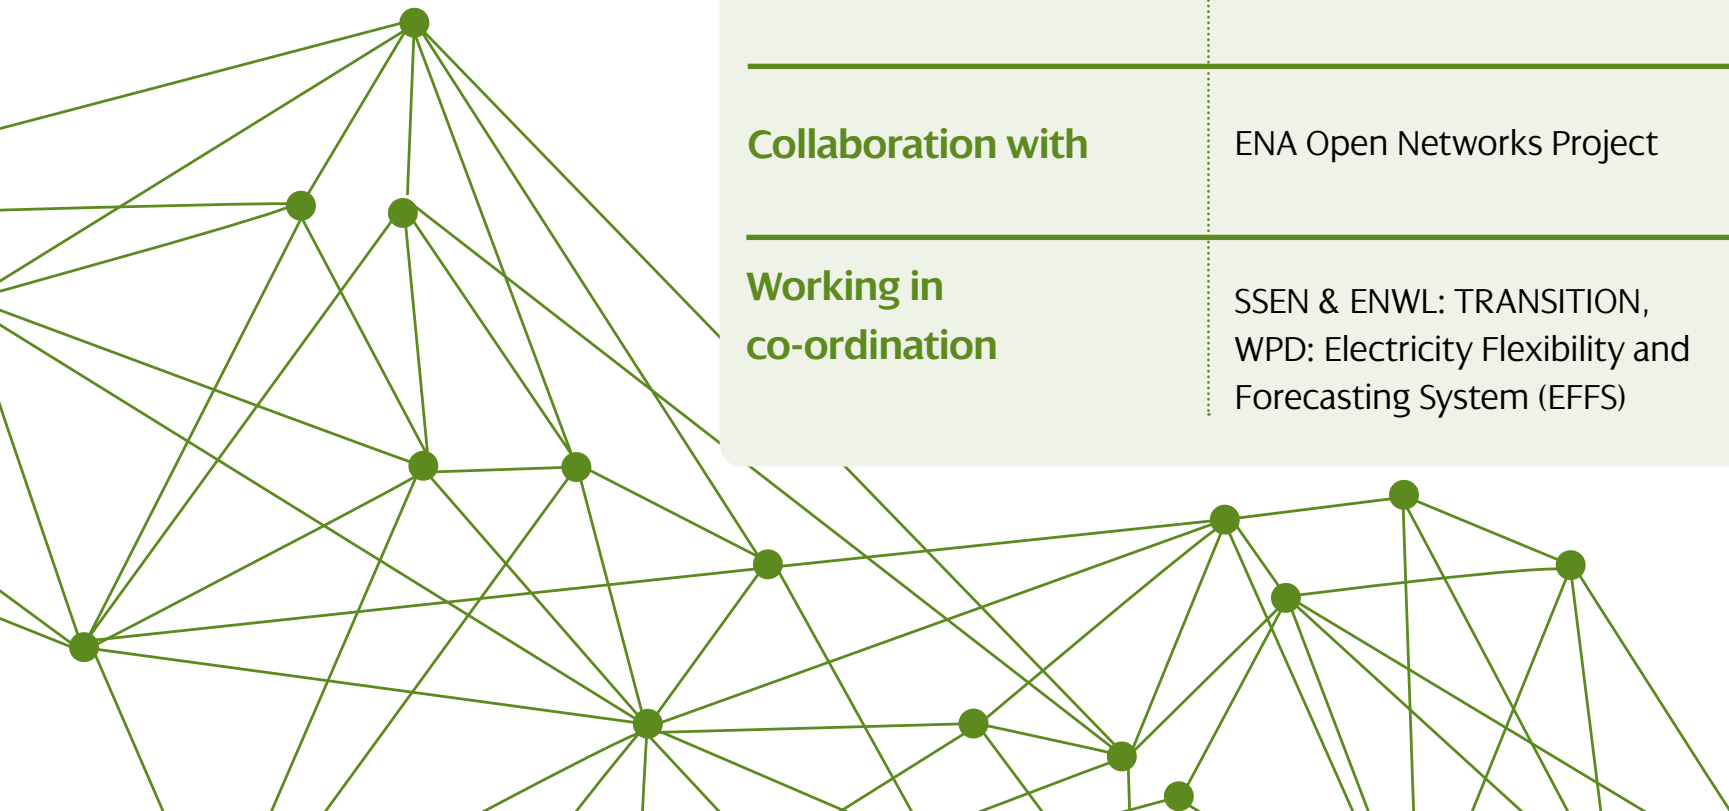 Collaboration with
ENA Open Networks Project
Working in
co-ordination
SSEN & ENWL: TRANSITION,
WPD: Electricity Flexibility and
Forecasting System (EFFS)